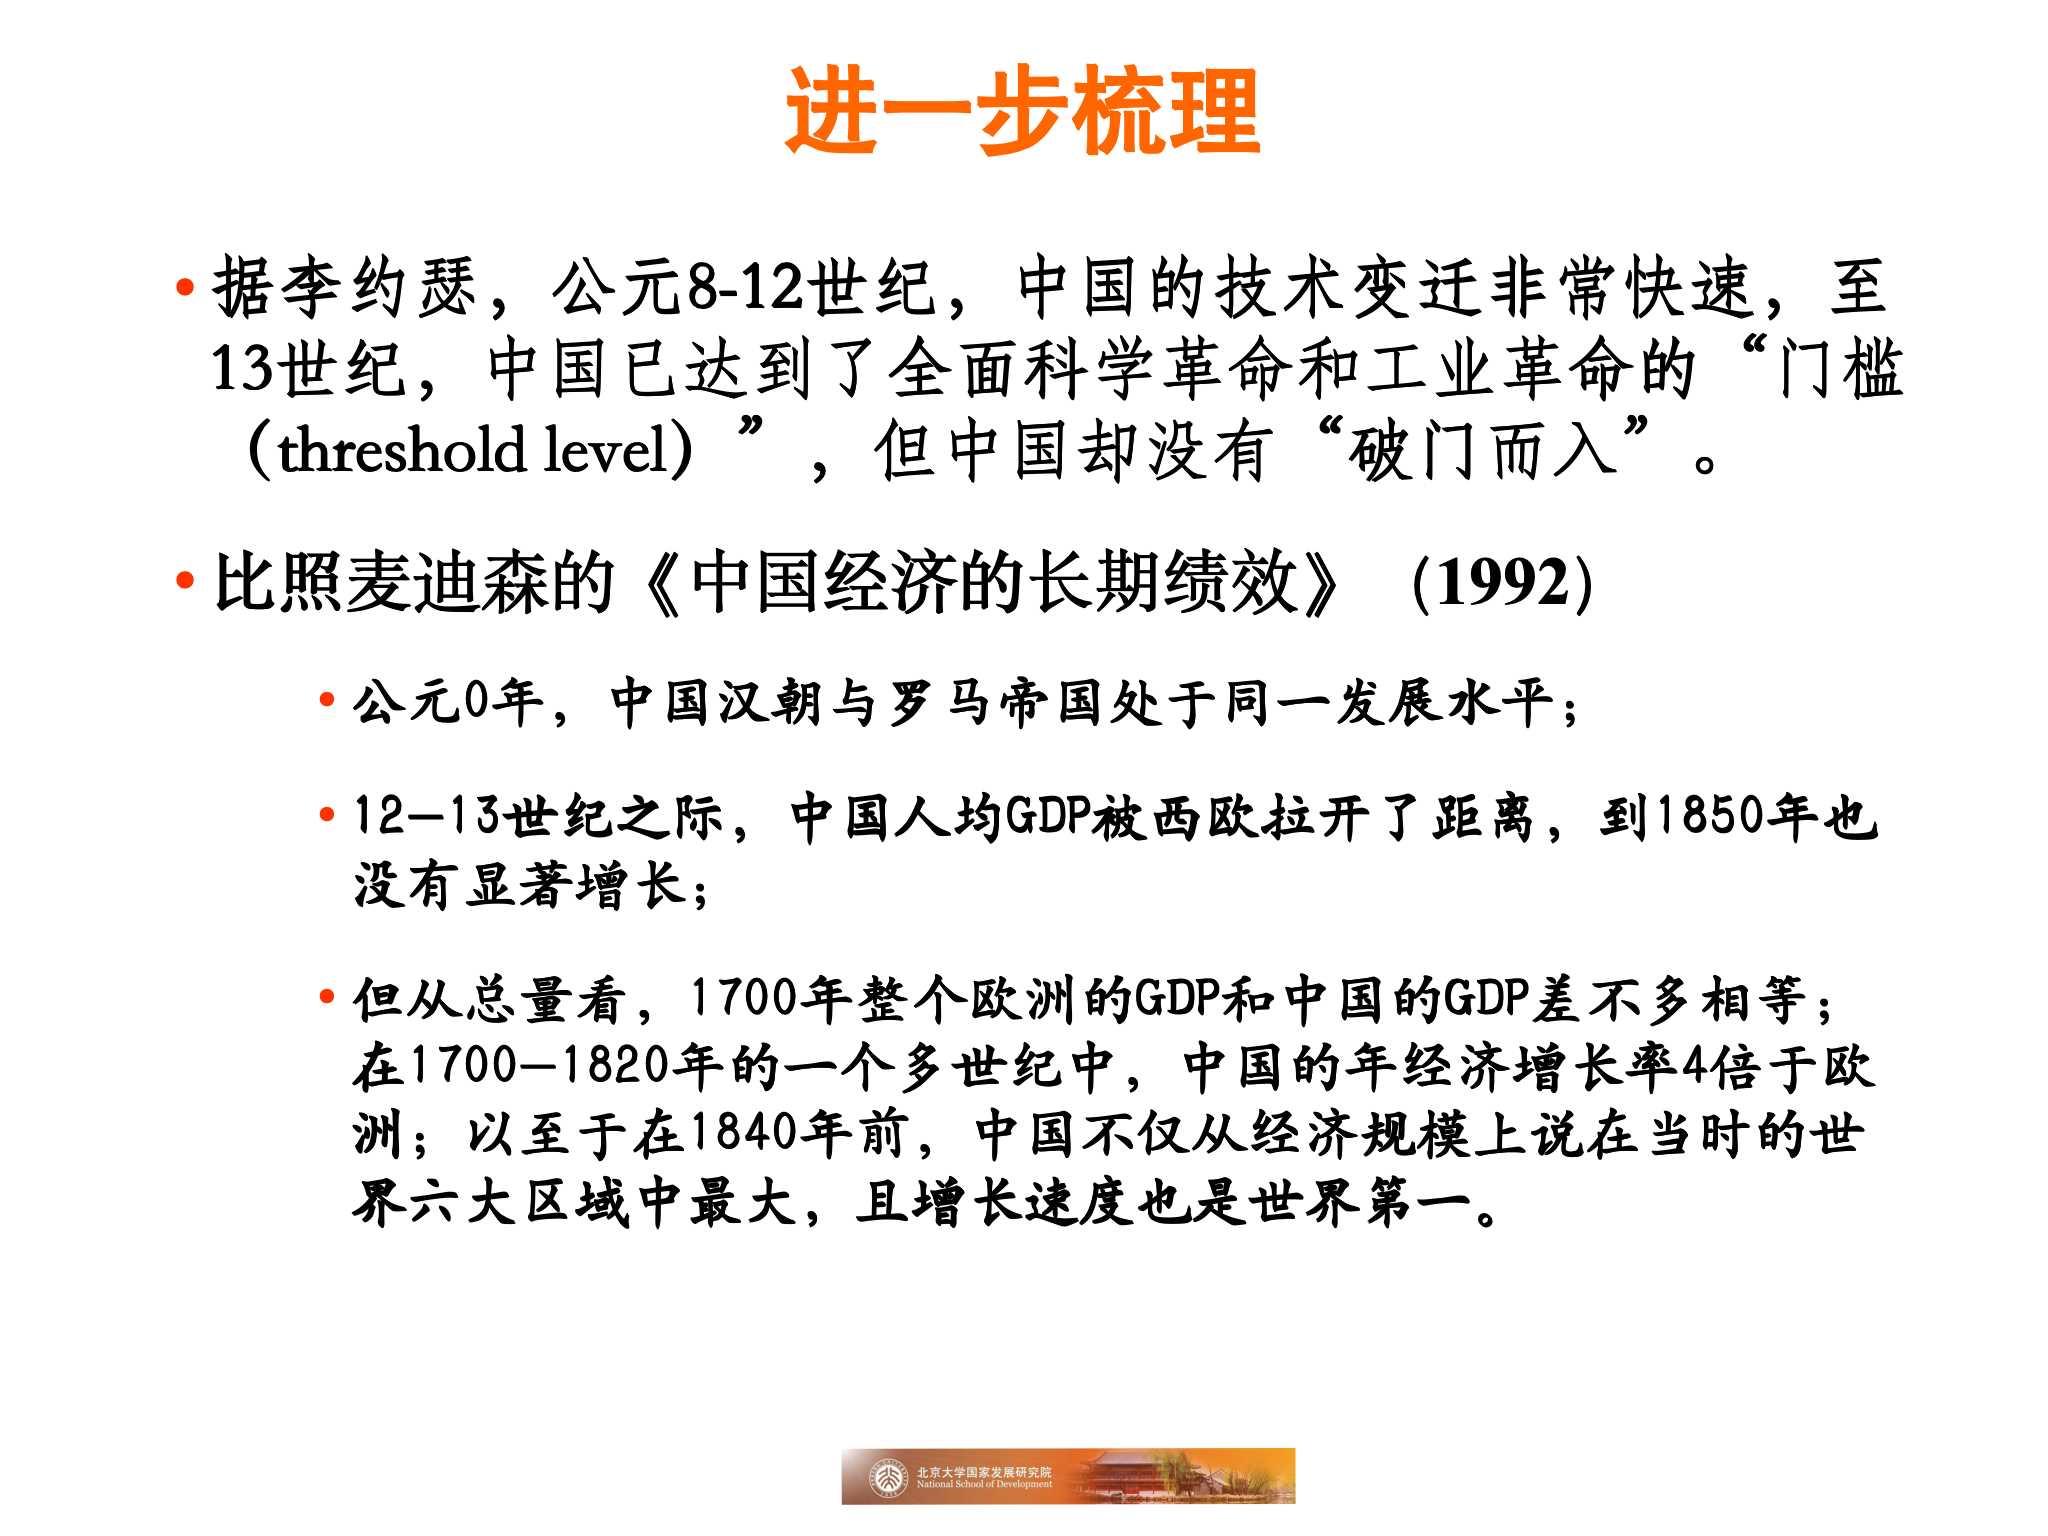 进一步梳理
• 据李约瑟，公元8-12世纪，中国的技术变迁非常快速，至
13世纪，中国已达到了全面科学革命和工业革命的“门槛
（threshold level）”，但中国却没有“破门而入”。
• 比照麦迪森的《中国经济的长期绩效》（1992）
• 公元0年，中国汉朝与罗马帝国处于同一发展水平；
• 12—13世纪之际，中国人均GDP被西欧拉开了距离，到1850年也
没有显著增长；
• 但从总量看，1700年整个欧洲的GDP和中国的GDP差不多相等；
在1700—1820年的一个多世纪中，中国的年经济增长率4倍于欧
洲；以至于在1840年前，中国不仅从经济规模上说在当时的世
界六大区域中最大，且增长速度也是世界第一。
北京大学国家发展研究院
National School of Development